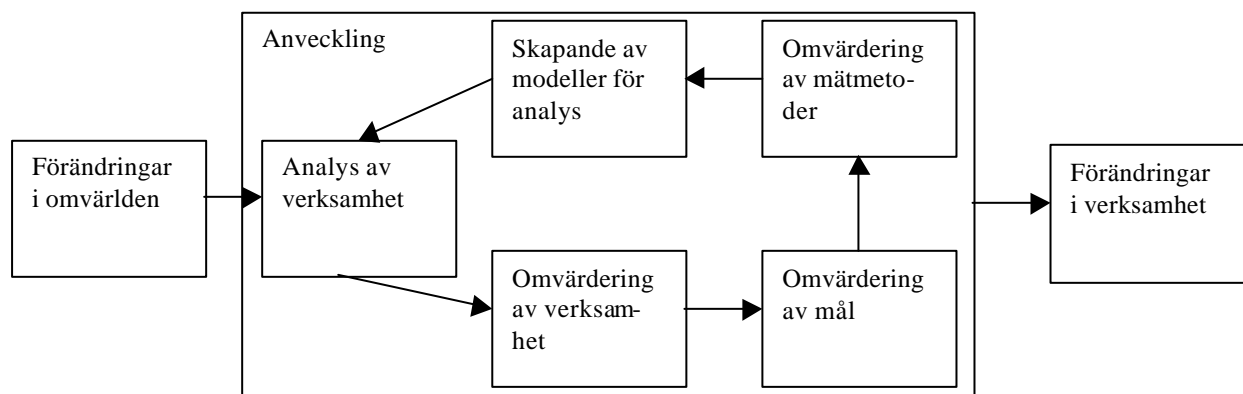 Anveckling
Förändringar
i omvärlden
Analys av
verksamhet
Skapande av
modeller för
analys
Omvärdering
av mätmeto-
der
Omvärdering
av verksam-
het
Omvärdering
av mål
Förändringar
i verksamhet